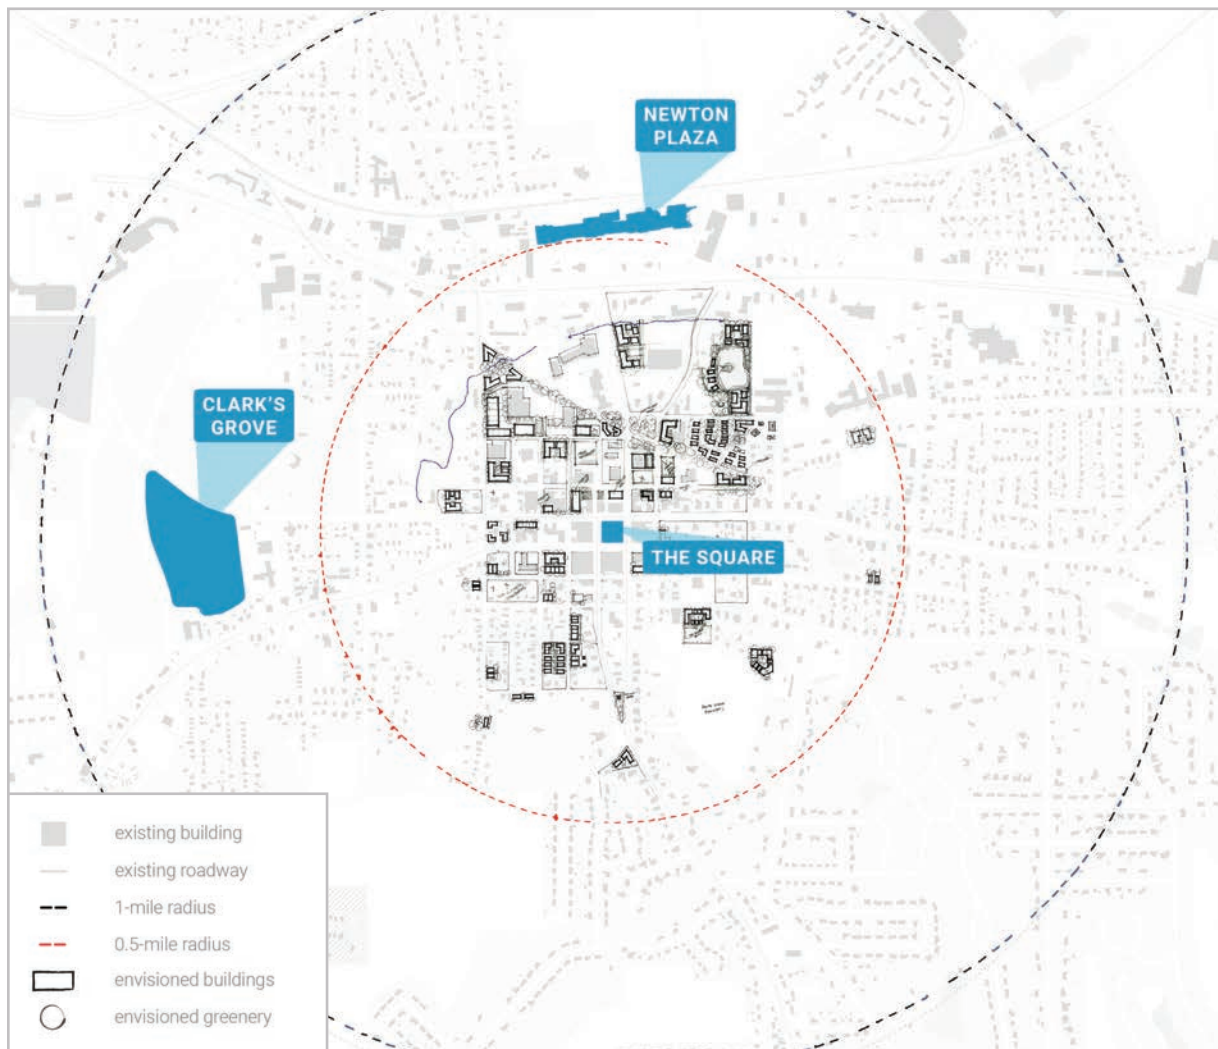 NEWTON
PLAZA
CLARK'S
GROVE
THE SQUARE
existing building
existing roadway
1-mile radius
0.5-mile radius
envisioned buildings
envisioned greenery